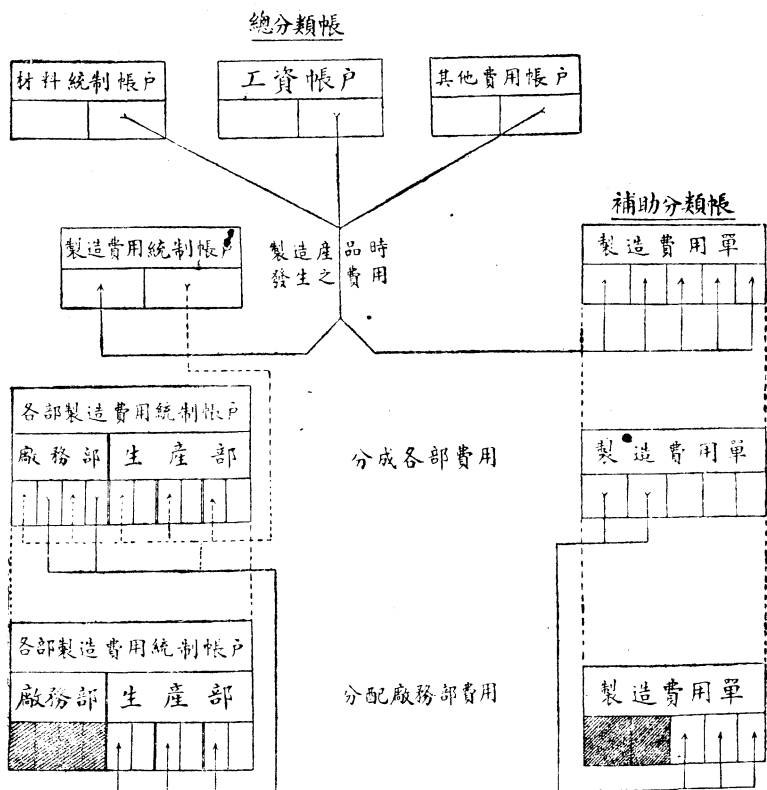 總分類帳
材料統制帳戶
工資帳戶
其他費用帳戶
補助分類帳
製造費用統制帳戶
製造產品時
發生之費用
製造費用單
各部製造費用統制帳戶
廠務部 生產部
分成各部費用
製造費用單
各部製造費用統制帳戶
廠務部 生產部
分配廠務部費用
製造費用單